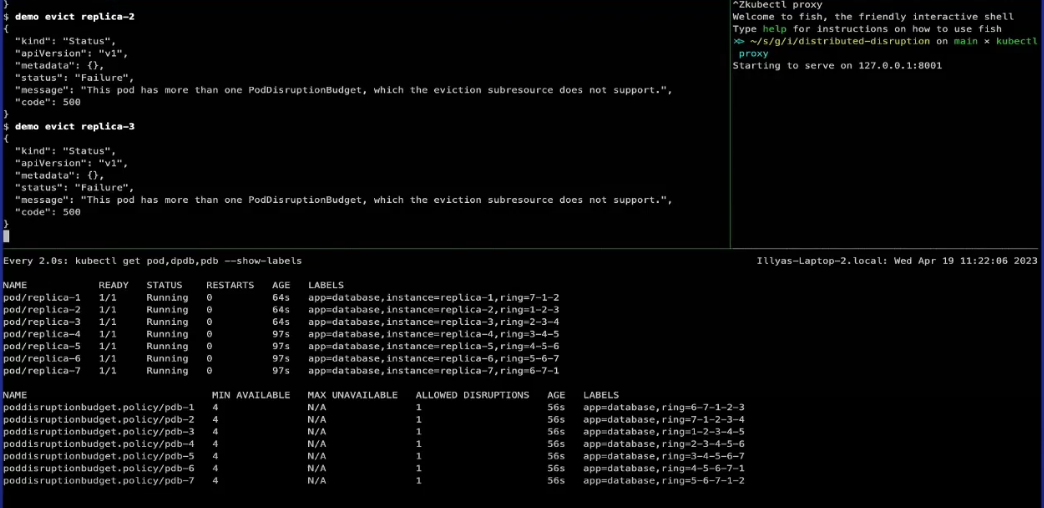 }
$ demo evict replica-2
{
  "kind": "Status",
  "apiVersion": "v1",
  "metadata": {},
  "status": "Failure",
  "message": "This pod has more than one PodDisruptionBudget, which the eviction subresource does not support.",
  "code": 500
}
$ demo evict replica-3
{
  "kind": "Status",
  "apiVersion": "v1",
  "metadata": {},
  "status": "Failure",
  "message": "This pod has more than one PodDisruptionBudget, which the eviction subresource does not support.",
  "code": 500
}
^Zkubectl proxy
Welcome to fish, the friendly interactive shell
Type help for instructions on how to use fish
⋊> ~/s/g/i/distributed-disruption on main × kubectl
 proxy
Starting to serve on 127.0.0.1:8001
Every 2.0s: kubectl get pod,dpdb,pdb --show-labels Illyas-Laptop-2.local: Wed Apr 19 11:22:06 2023
NAME READY STATUS RESTARTS AGE LABELS
pod/replica-1 1/1 Running 0 64s app=database,instance=replica-1,ring=7-1-2
pod/replica-2 1/1 Running 0 64s app=database,instance=replica-2,ring=1-2-3
pod/replica-3 1/1 Running 0 64s app=database,instance=replica-3,ring=2-3-4
pod/replica-4 1/1 Running 0 97s app=database,instance=replica-4,ring=3-4-5
pod/replica-5 1/1 Running 0 97s app=database,instance=replica-5,ring=4-5-6
pod/replica-6 1/1 Running 0 97s app=database,instance=replica-6,ring=5-6-7
pod/replica-7 1/1 Running 0 97s app=database,instance=replica-7,ring=6-7-1
NAME MIN AVAILABLE MAX UNAVAILABLE ALLOWED DISRUPTIONS AGE LABELS
poddisruptionbudget.policy/pdb-1 4 N/A 1 56s app=database,ring=6-7-1-2-3
poddisruptionbudget.policy/pdb-2 4 N/A 1 56s app=database,ring=7-1-2-3-4
poddisruptionbudget.policy/pdb-3 4 N/A 1 56s app=database,ring=1-2-3-4-5
poddisruptionbudget.policy/pdb-4 4 N/A 1 56s app=database,ring=2-3-4-5-6
poddisruptionbudget.policy/pdb-5 4 N/A 1 56s app=database,ring=3-4-5-6-7
poddisruptionbudget.policy/pdb-6 4 N/A 1 56s app=database,ring=4-5-6-7-1
poddisruptionbudget.policy/pdb-7 4 N/A 1 56s app=database,ring=5-6-7-1-2